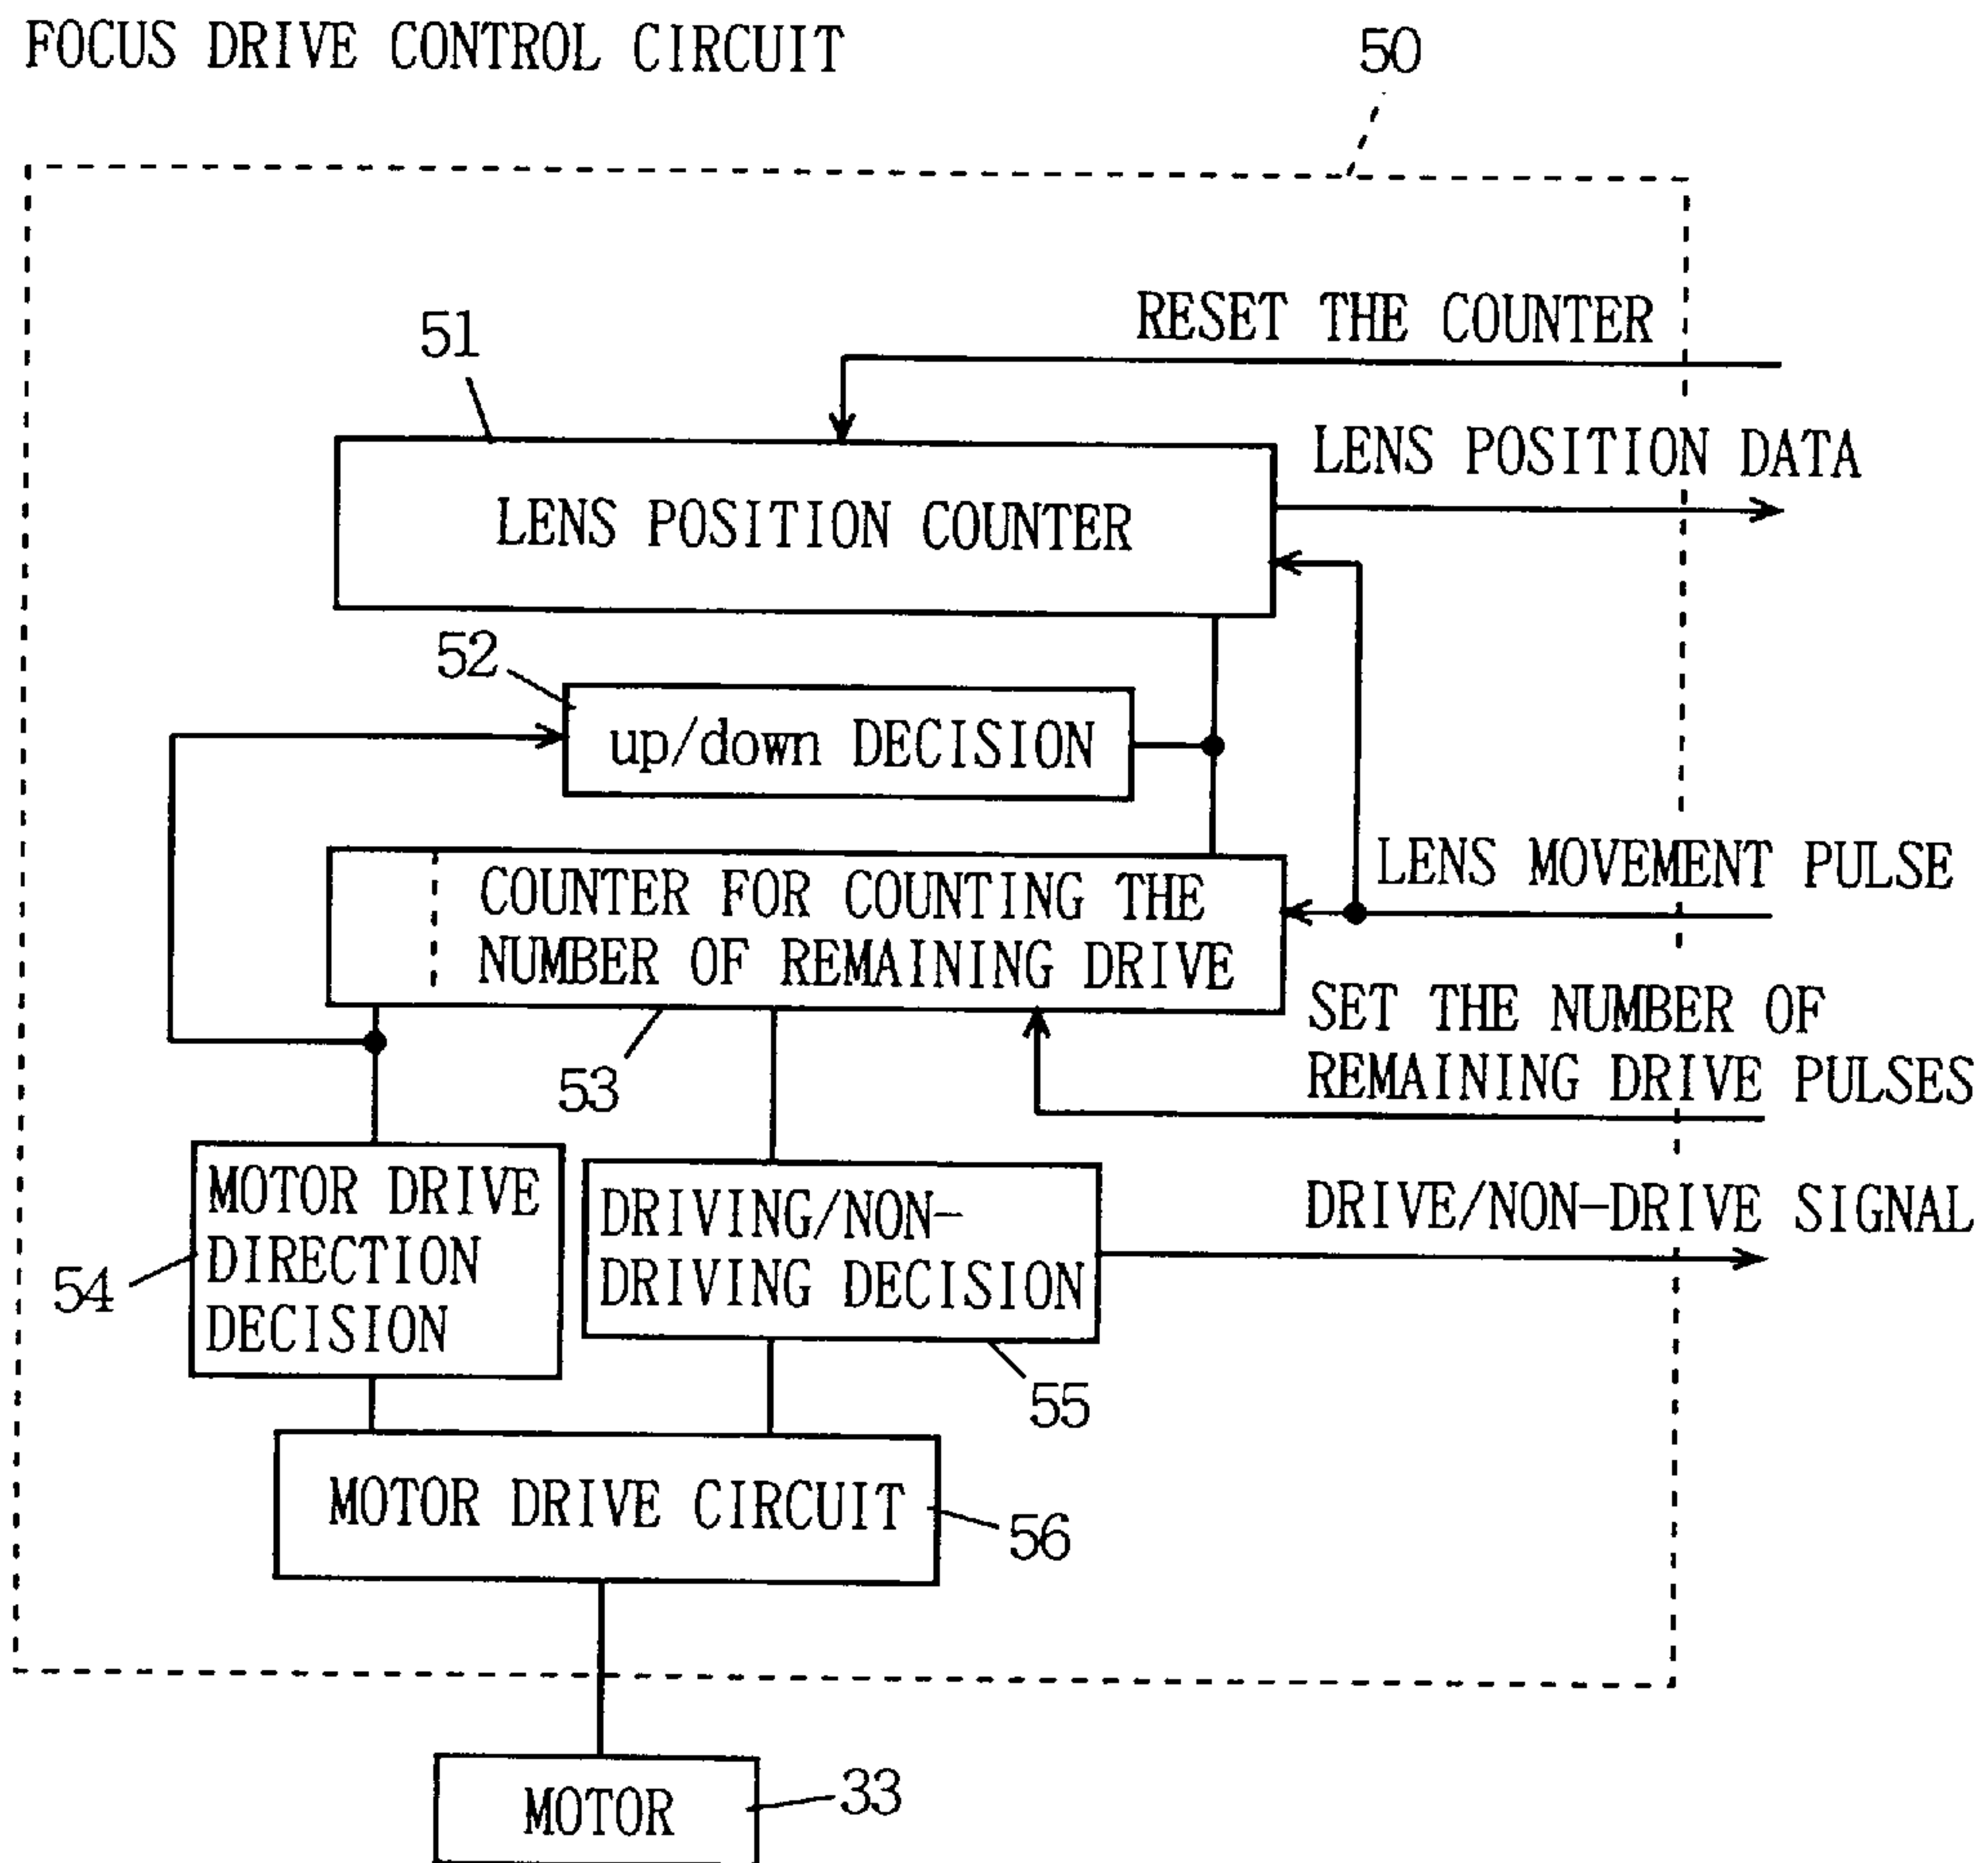 FOCUS DRIVE CONTROL CIRCUIT
50
RESET THE COUNTER
51
LENS POSITION DATA
LENS POSITION COUNTER
52
up/down DECISION
LENS MOVEMENT PULSE
COUNTER FOR COUNTING THE
NUMBER OF REMAINING DRIVE
SET THE NUMBER OF
REMAINING DRIVE PULSES
53
MOTOR DRIVE
DIRECTION
DECISION
54
DRIVING/NON-
DRIVING DECISION
DRIVE/NON-DRIVE SIGNAL
55
MOTOR DRIVE CIRCUIT
56
MOTOR
33